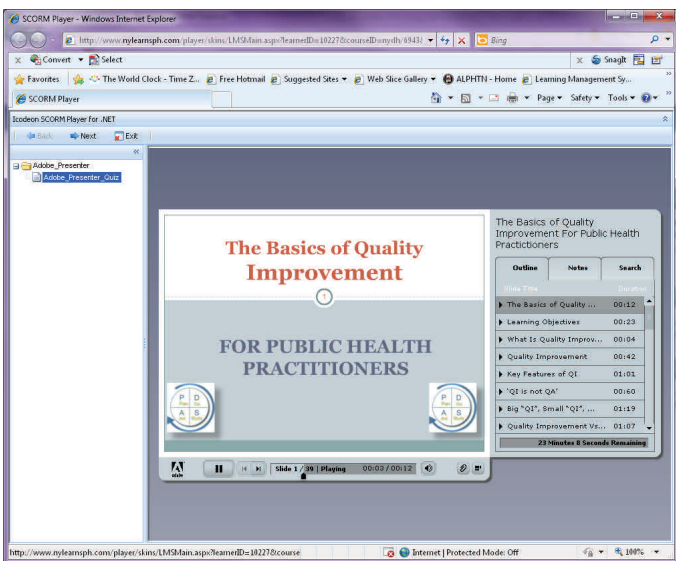 SCORM Player - Windows Internet Explorer
http://www.nylearnsph.com/player/skins/LMSMain.aspx?learnerID=10227&courseID=nydh/0943
Bing
x Convert Select
x SnagIt
Favorites The World Clock - Time Z... Free Hotmail Suggested Sites Web Slice Gallery ALPHTN - Home Learning Management Sy...
SCORM Player
Page Safety Tools
Icodeon SCORM Player for .NET
Back Next Exit
Adobe_Presenter
Adobe_Presenter_Quiz
The Basics of Quality
Improvement
1
FOR PUBLIC HEALTH
PRACTITIONERS
P D
A S
P D
A S
The Basics of Quality
Improvement For Public Health
Practictioners
Outline Notes Search
Slide Title Duration
The Basics of Quality ... 00:12
Learning Objectives 00:23
What Is Quality Improv... 00:04
Quality Improvement 00:42
Key Features of QI 01:01
'QI is not QA' 00:60
Big "QI", Small "QI", ... 01:19
Quality Improvement Vs... 01:07
23 Minutes 8 Seconds Remaining
Adobe
Slide 1 / 39 | Playing 00:03 / 00:12
http://www.nylearnsph.com/player/skins/LMSMain.aspx?learnerID=10227&course
Internet | Protected Mode: Off
100%